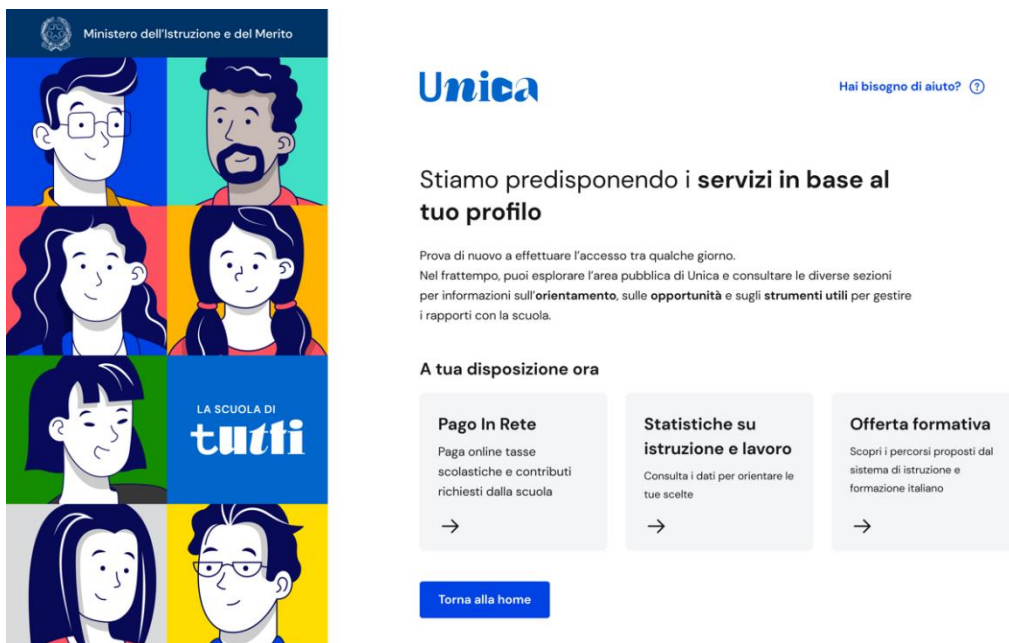 Ministero dell'Istruzione e del Merito
Unica
Hai bisogno di aiuto?
Stiamo predisponendo i servizi in base al
tuo profilo
Prova di nuovo a effettuare l'accesso tra qualche giorno.
Nel frattempo, puoi esplorare l'area pubblica di Unica e consultare le diverse sezioni
per informazioni sull'orientamento, sulle opportunità e sugli strumenti utili per gestire
i rapporti con la scuola.
A tua disposizione ora
LA SCUOLA DI
tutti
Pago In Rete
Paga online tasse
scolastiche e contributi
richiesti dalla scuola
Statistiche su
istruzione e lavoro
Consulta i dati per orientare le
tue scelte
Offerta formativa
Scopri i percorsi proposti dal
sistema di istruzione e
formazione italiano
Torna alla home